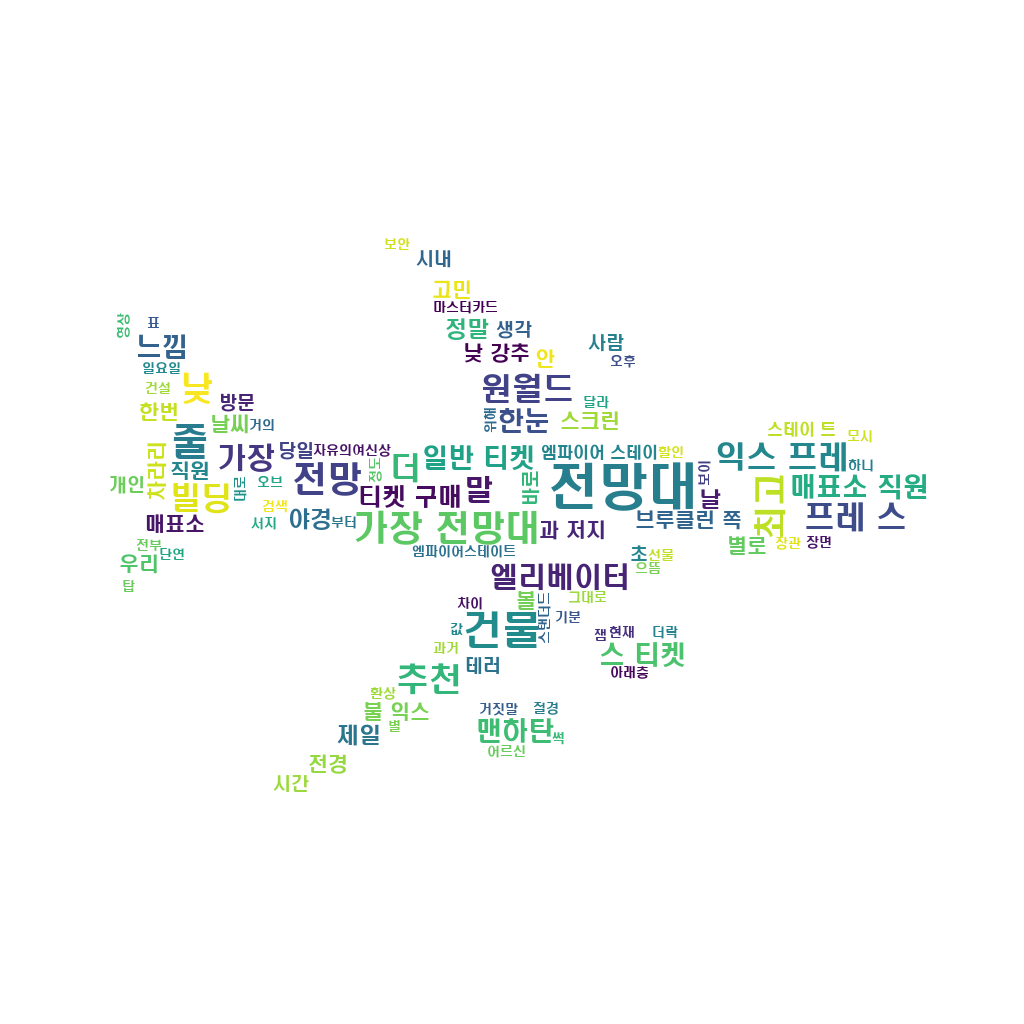 보안
시내
고민
마스터카드
영상
표
정말
생각
느낌
낮 강추
안
사람
오후
일요일
건설
낮
방문
원월드
달라
한번
날씨
거의
위해
한눈
스크린
스테이 트
모시
줄
차라리
직원
가장
당일
자유의여신상
정도
더
일반 티켓
엠파이어 스테이
할인
보이
익스 프레
하니
개인
빌딩
대로
오브
전망
티켓 구매
말
바로
전망대
날
최고
매표소 직원
검색
매표소
서지
야경
부터
가장 전망대
과 저지
브루클린 쪽
프레 스
전부
단연
우리
탑
엠파이어스테이트
초
선물
으뜸
별로
장관
장면
엘리베이터
차이
볼
스탠더드
그대로
기분
값
건물
과거
잼
현재
더락
스 티켓
아래층
테러
추천
환상
불 익스
별
거짓말
절경
제일
맨하탄
썩
어르신
전경
시간